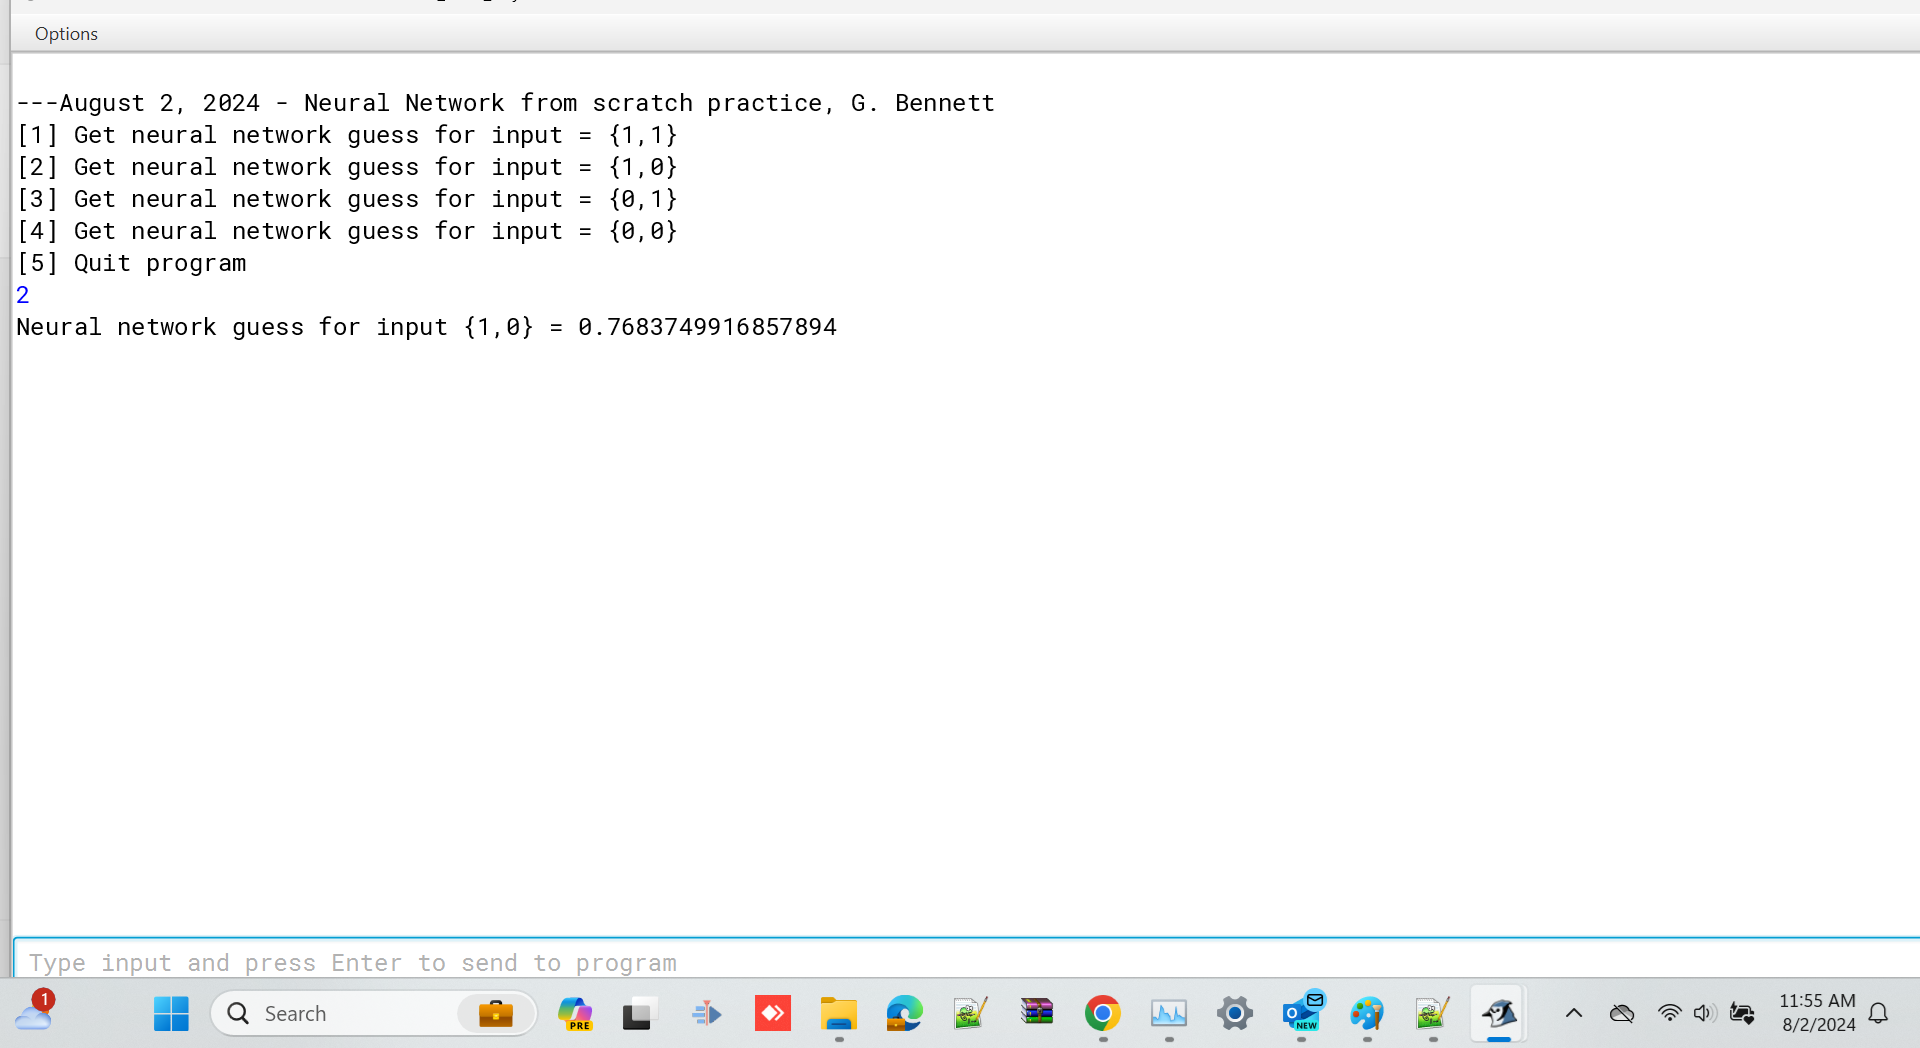 Options
---August 2, 2024 - Neural Network from scratch practice, G. Bennett
[1] Get neural network guess for input = {1,1}
[2] Get neural network guess for input = {1,0}
[3] Get neural network guess for input = {0,1}
[4] Get neural network guess for input = {0,0}
[5] Quit program
2
Neural network guess for input {1,0} = 0.7683749916857894
Type input and press Enter to send to program
1
Search
PRE
O
NEW
11:55 AM
8/2/2024